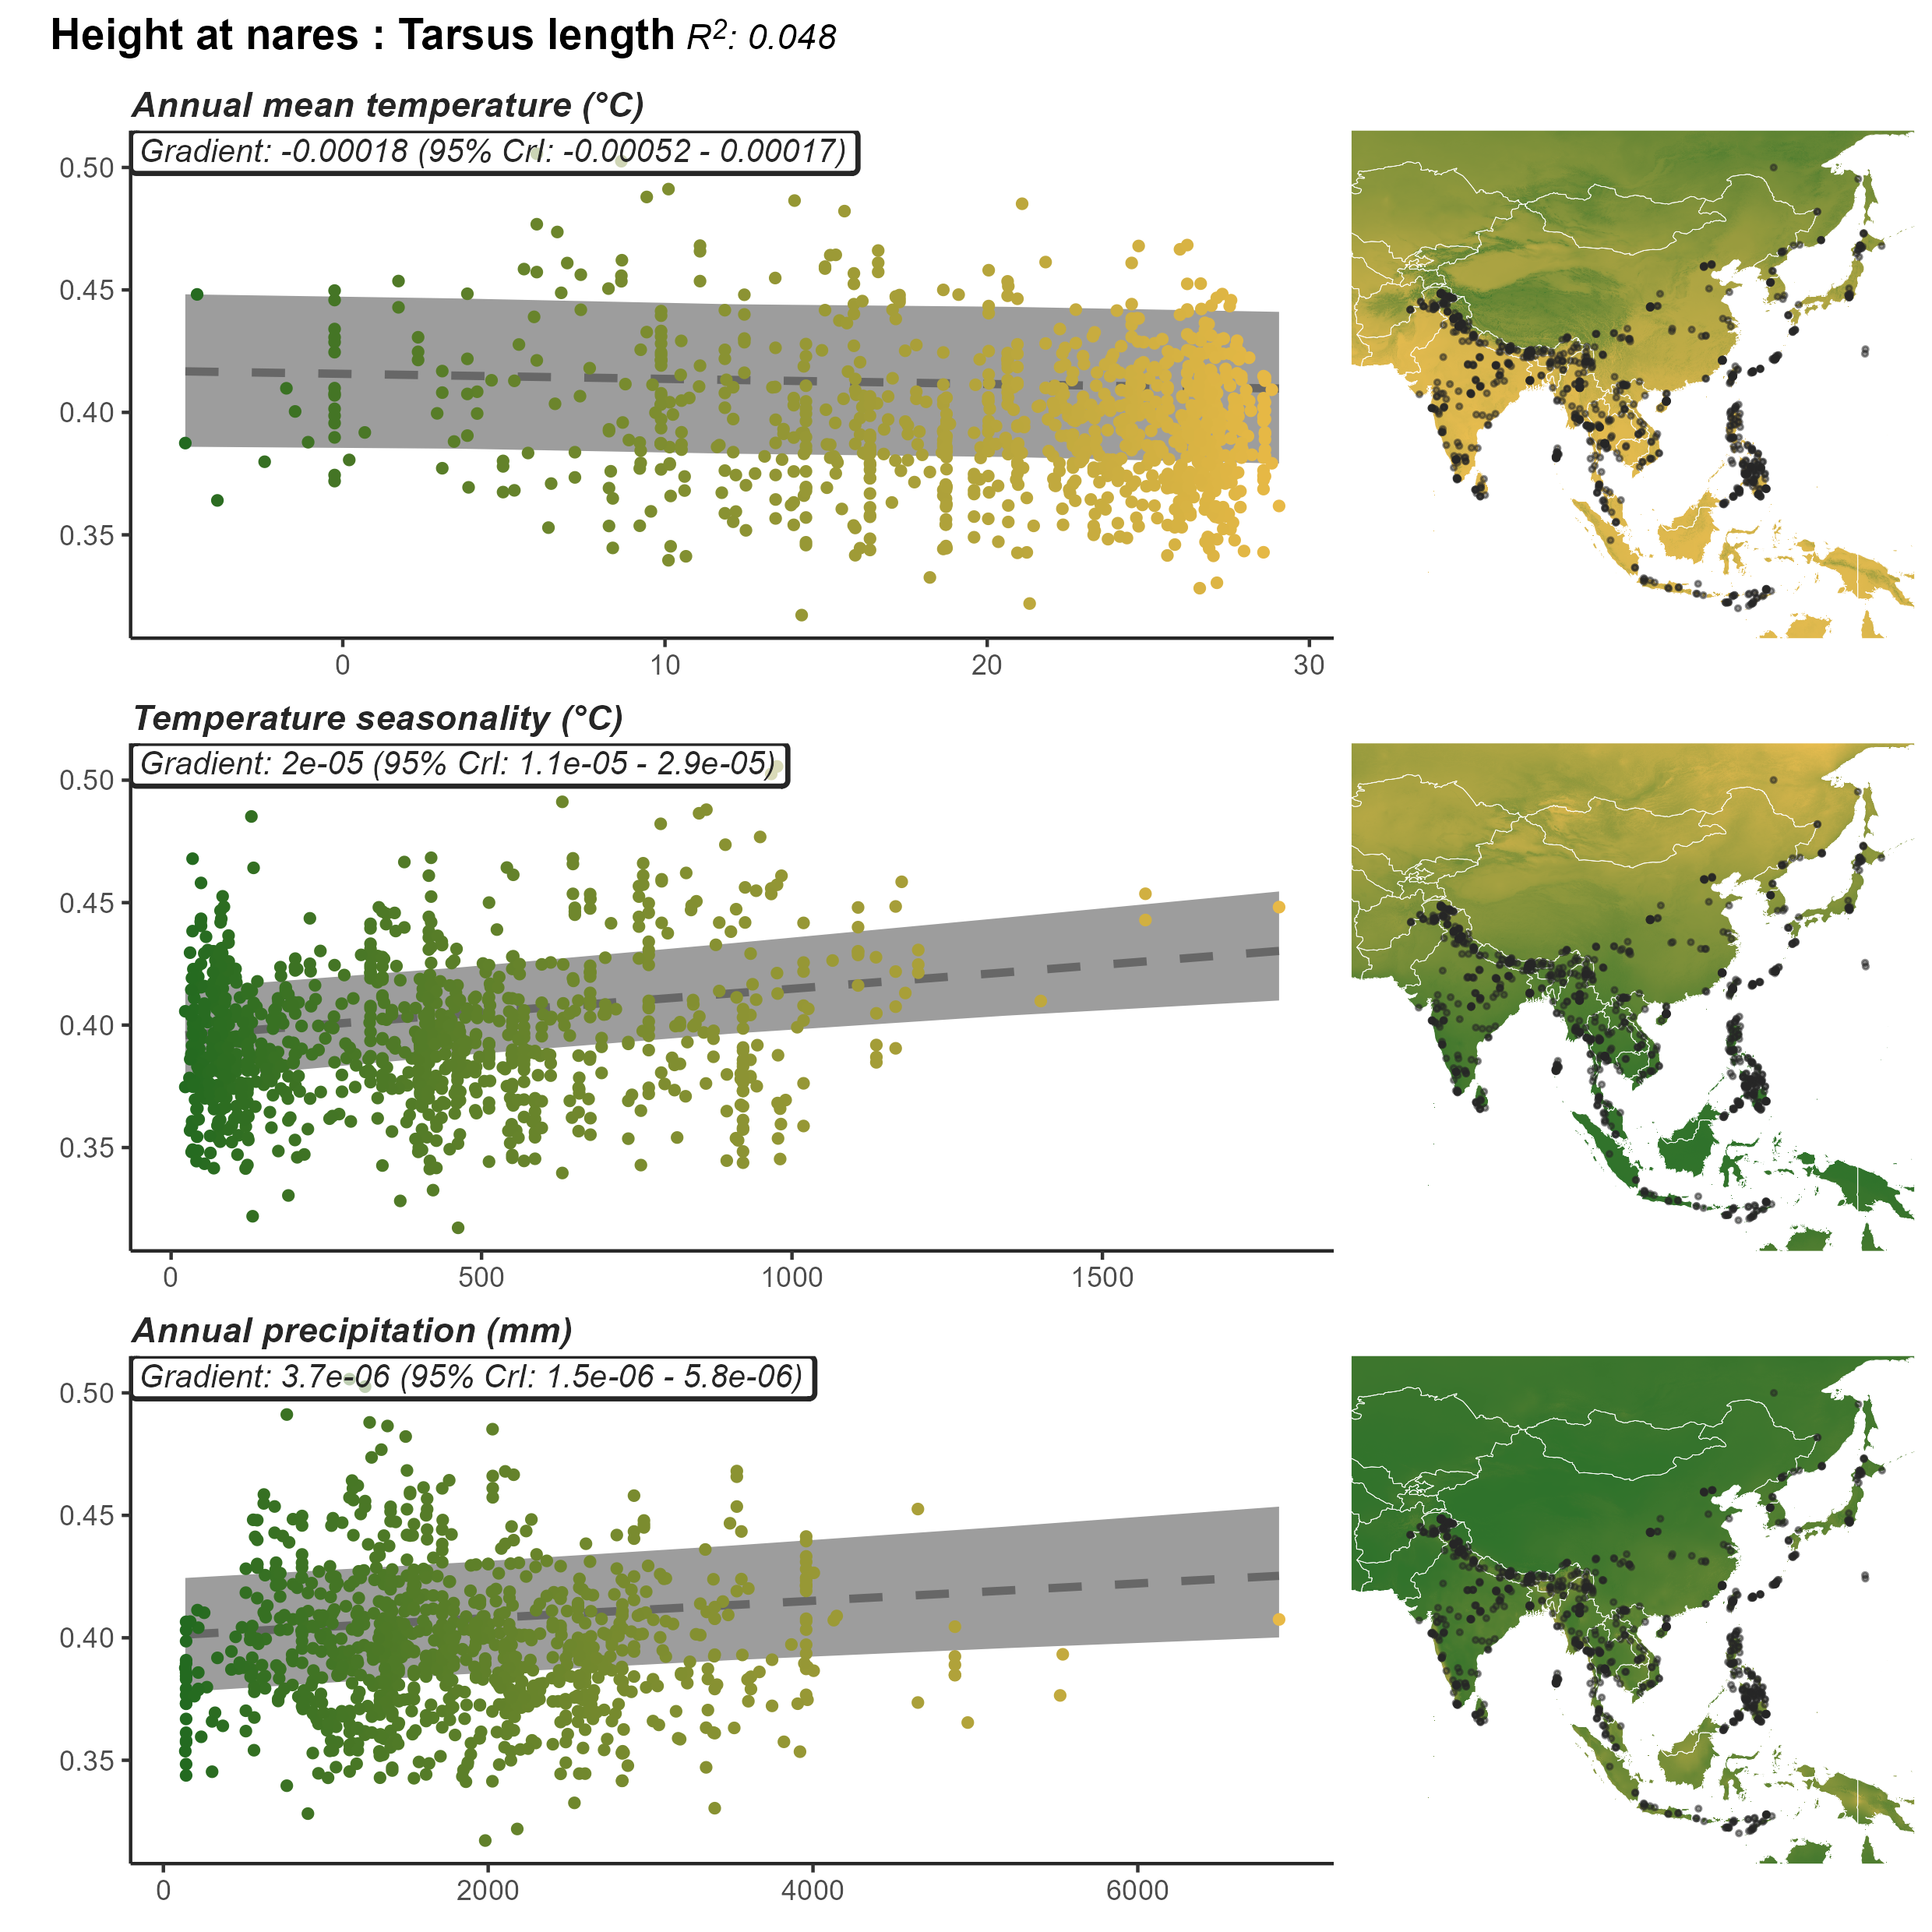 Height at nares : Tarsus length R²: 0.048
Annual mean temperature (°C)
Gradient: -0.00018 (95% CrI: -0.00052 - 0.00017)
0.50
0.45
0.40
0.35
0 10 20 30
Temperature seasonality (°C)
Gradient: 2e-05 (95% CrI: 1.1e-05 - 2.9e-05)
0.50
0.45
0.40
0.35
0 500 1000 1500
Annual precipitation (mm)
Gradient: 3.7e-06 (95% CrI: 1.5e-06 - 5.8e-06)
0.50
0.45
0.40
0.35
0 2000 4000 6000